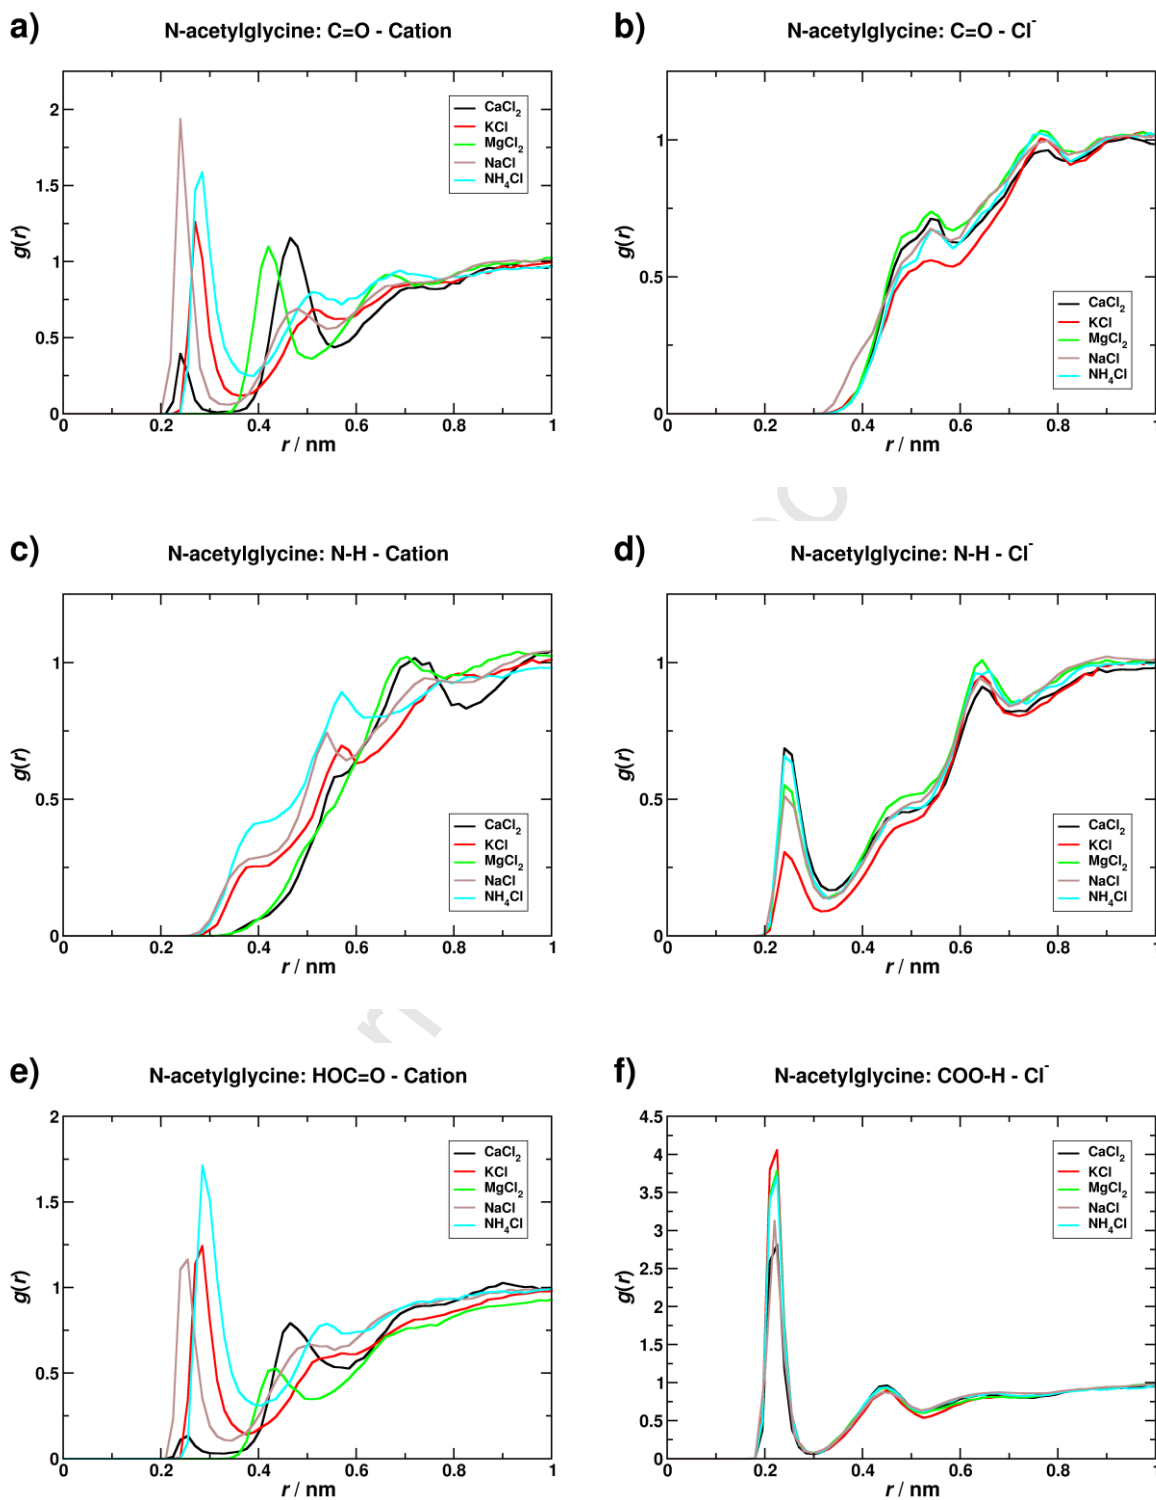 a)
N-acetylglycine: C=O - Cation
2
1.5
1
0.5
0
g(r)
CaCl2
KCl
MgCl2
NaCl
NH4Cl
0 0.2 0.4 0.6 0.8 1
r / nm
b)
N-acetylglycine: C=O - Cl-
1
0.5
0
g(r)
CaCl2
KCl
MgCl2
NaCl
NH4Cl
0 0.2 0.4 0.6 0.8 1
r / nm
c)
N-acetylglycine: N-H - Cation
1
0.5
0
g(r)
CaCl2
KCl
MgCl2
NaCl
NH4Cl
0 0.2 0.4 0.6 0.8 1
r / nm
d)
N-acetylglycine: N-H - Cl-
1
0.5
0
g(r)
CaCl2
KCl
MgCl2
NaCl
NH4Cl
0 0.2 0.4 0.6 0.8 1
r / nm
e)
N-acetylglycine: HOC=O - Cation
2
1.5
1
0.5
0
g(r)
CaCl2
KCl
MgCl2
NaCl
NH4Cl
0 0.2 0.4 0.6 0.8 1
r / nm
f)
N-acetylglycine: COO-H - Cl-
4.5
4
3.5
3
2.5
2
1.5
1
0.5
0
g(r)
CaCl2
KCl
MgCl2
NaCl
NH4Cl
0 0.2 0.4 0.6 0.8 1
r / nm